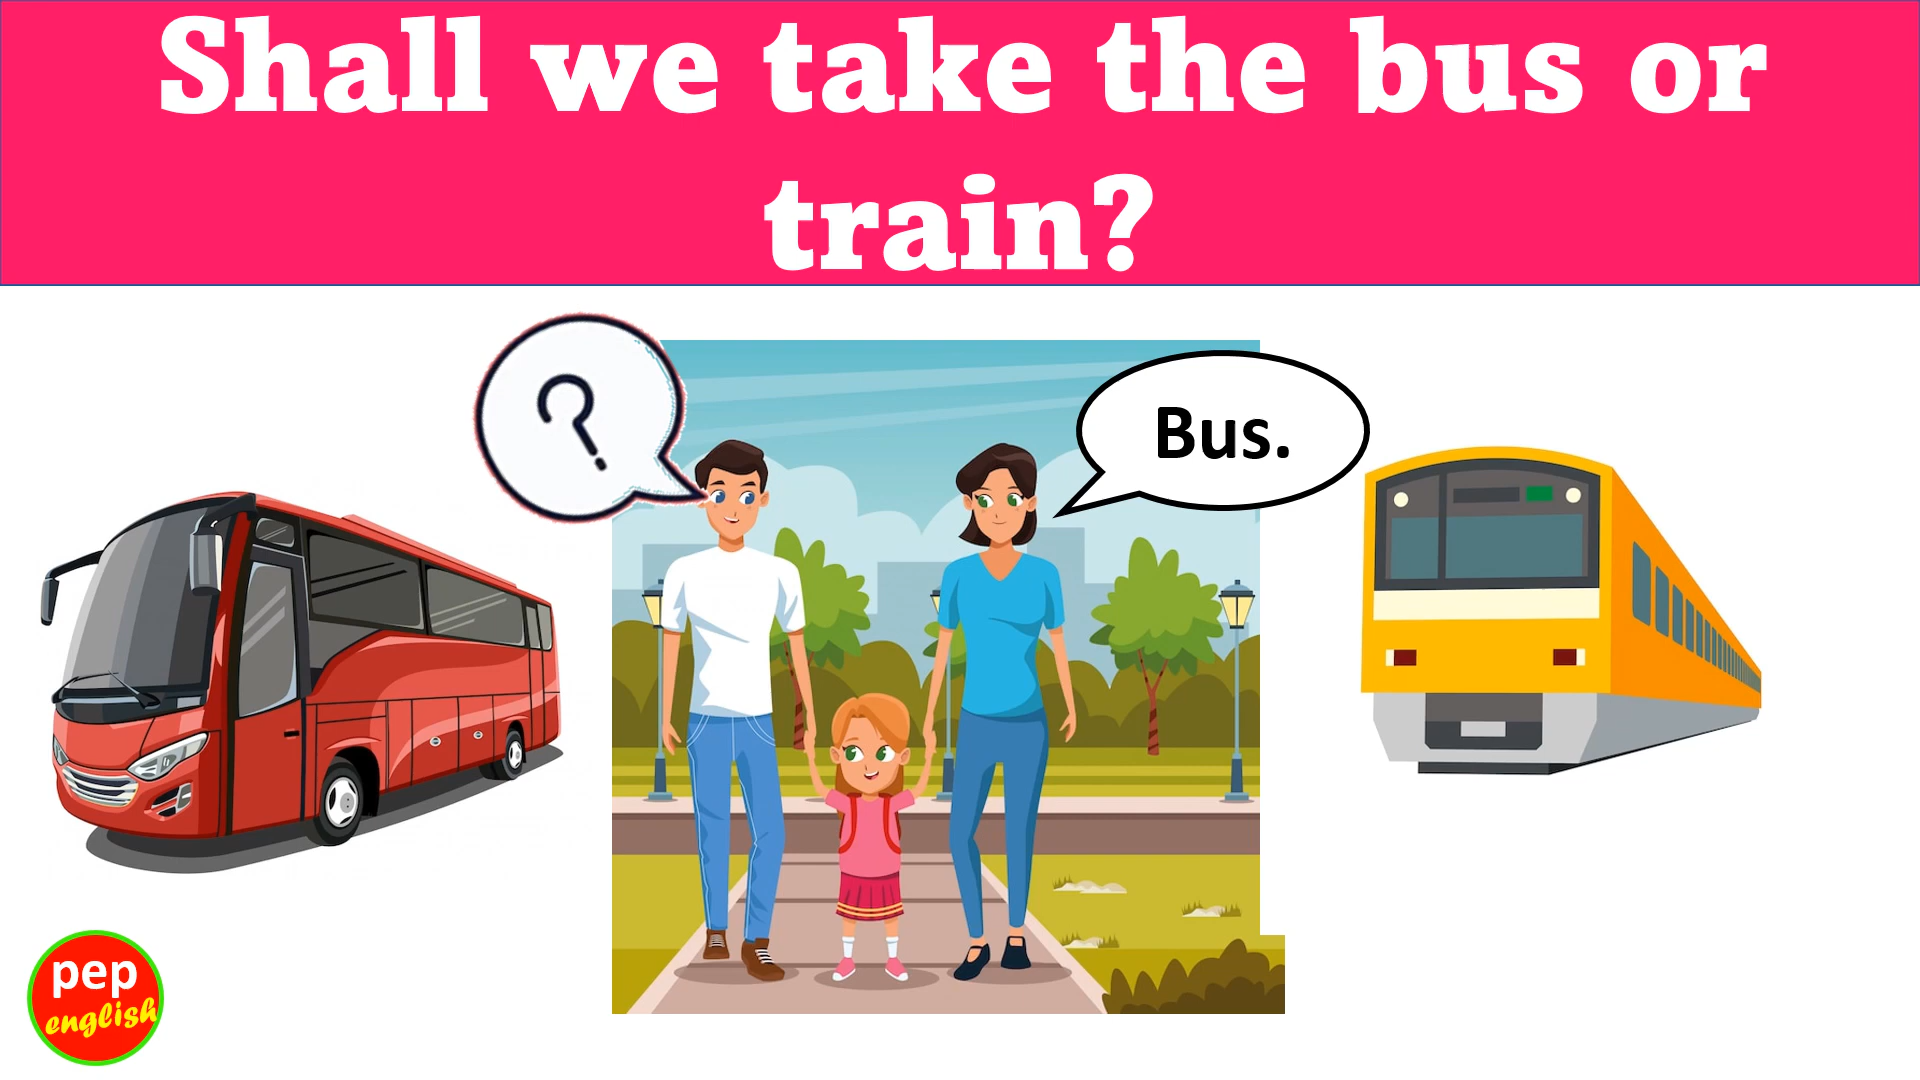 Shall we take the bus or
train?
?
Bus.
pep
english